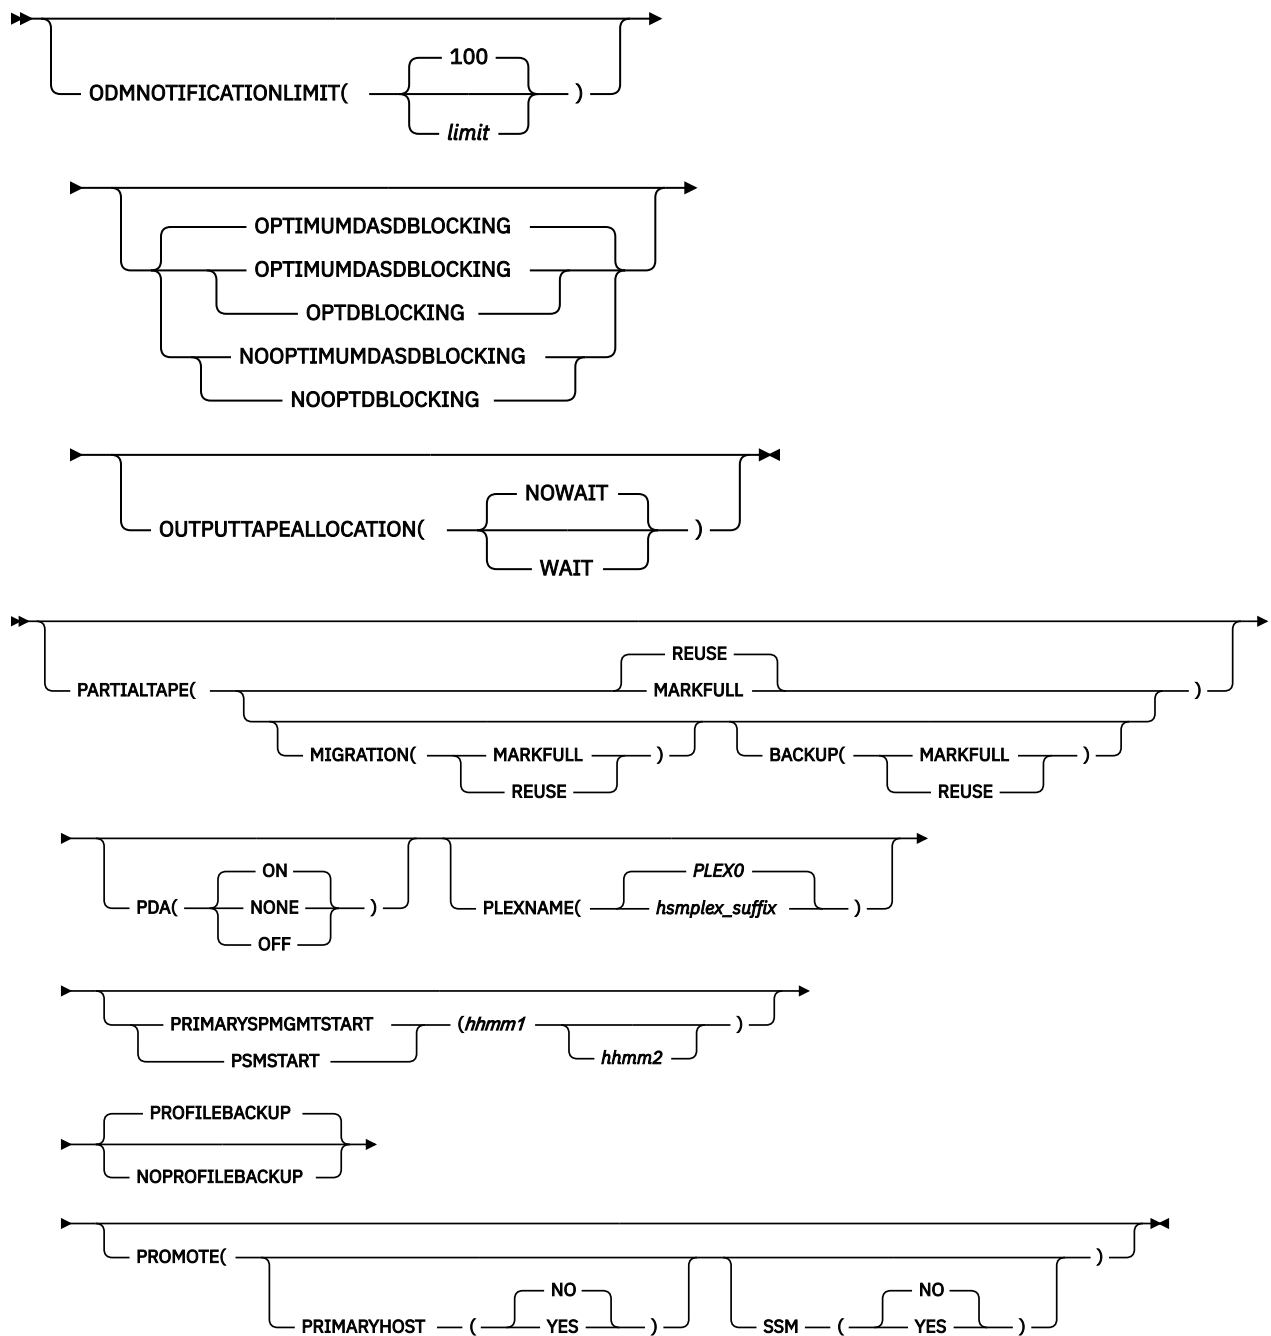 100
ODMNOTIFICATIONLIMIT( )
limit
OPTIMUMDASDBLOCKING
OPTIMUMDASDBLOCKING
OPTDBLOCKING
NOOPTIMUMDASDBLOCKING
NOOPTDBLOCKING
NOWAIT
OUTPUTTAPEALLOCATION( )
WAIT
REUSE
PARTIALTAPE( MARKFULL )
MIGRATION( MARKFULL ) BACKUP( MARKFULL )
REUSE REUSE
ON PLEX0
PDA( NONE ) PLEXNAME( hsmplex_suffix )
OFF
PRIMARYSPMGMTSTART (hhmm1 )
PSMSTART hhmm2
PROFILEBACKUP
NOPROFILEBACKUP
PROMOTE( )
NO NO
PRIMARYHOST ( YES ) SSM ( YES )